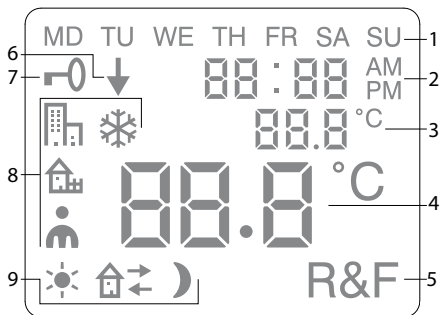 MD TU WE TH FR SA SU 1
6
7 88:88 AM PM 2
88.8 °C 3
8 88.8 °C 4
9 R&F 5